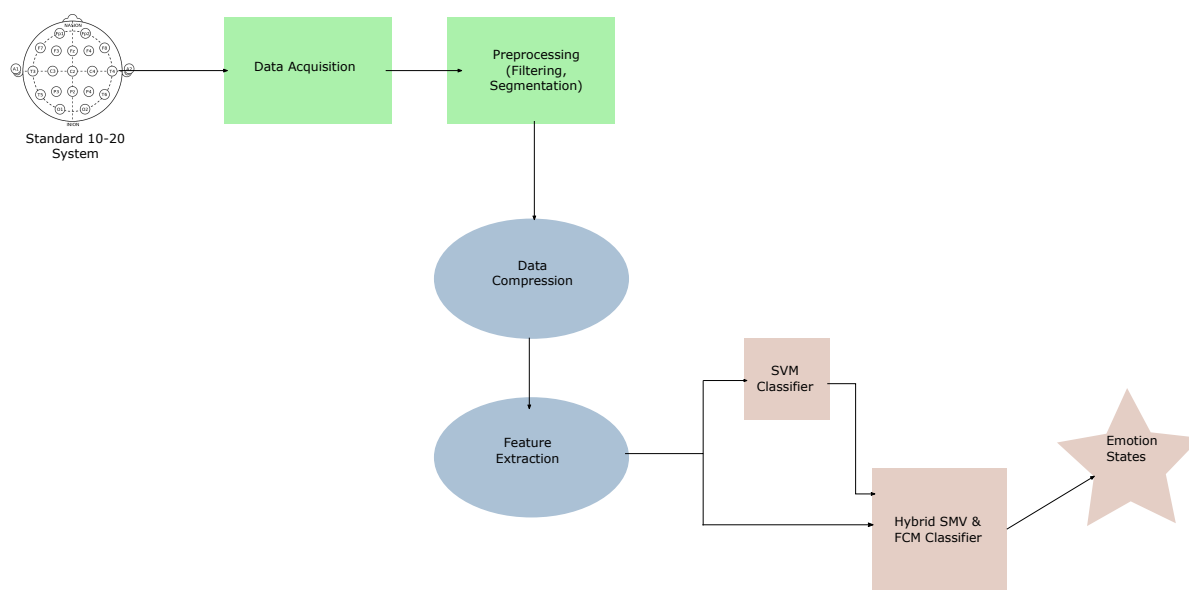 NASION
Fp1 Fp2
F7 F3 Fz F4 F8
A1 T3 C3 Cz C4 T4 A2
T5 P3 Pz P4 T6
O1 O2
INION
Standard 10-20
System
Data Acquisition
Preprocessing
(Filtering,
Segmentation)
Data
Compression
Feature
Extraction
SVM
Classifier
Hybrid SMV &
FCM Classifier
Emotion
States